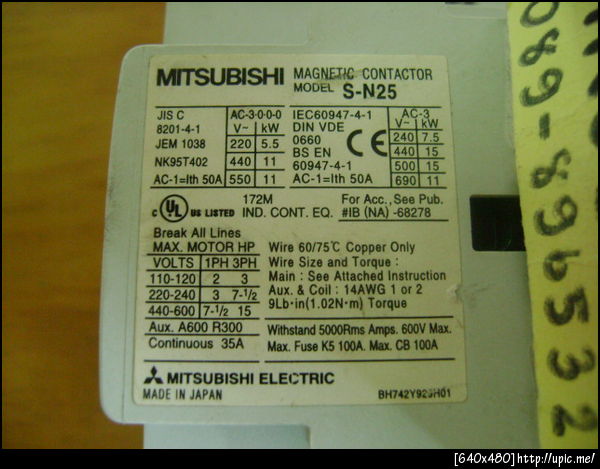 MITSUBISHI MAGNETIC CONTACTOR
MODEL S-N25
JIS C AC-3-0-0-0
8201-4-1 V~ kW
JEM 1038 220 5.5
NK95T402 440 11
AC-1=Ith 50A 550 11
IEC60947-4-1 AC-3
DIN VDE V~ kW
0660 240 7.5
BS EN 440 15
60947-4-1 500 15
AC-1=Ith 50A 690 11
CE
c UL US LISTED 172M
IND. CONT. EQ.
For Acc., See Pub.
#IB (NA) -68278
Break All Lines
MAX. MOTOR HP
VOLTS 1PH 3PH
110-120 2 3
220-240 3 7-1/2
440-600 7-1/2 15
Aux. A600 R300
Continuous 35A
Wire 60/75℃ Copper Only
Wire Size and Torque :
Main : See Attached Instruction
Aux. & Coil : 14AWG 1 or 2
9Lb·in(1.02N·m) Torque
Withstand 5000Rms Amps. 600V Max.
Max. Fuse K5 100A. Max. CB 100A
MITSUBISHI ELECTRIC
MADE IN JAPAN
089-896532
[640x480]http://upic.me/